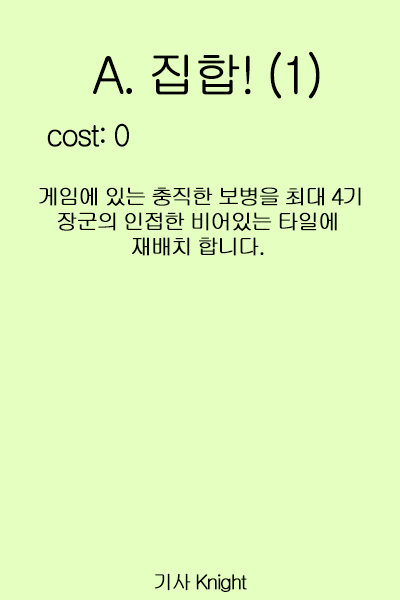 A. 집합! (1)
cost: 0
게임에 있는 충직한 보병을 최대 4기
장군의 인접한 비어있는 타일에
재배치 합니다.
기사 Knight